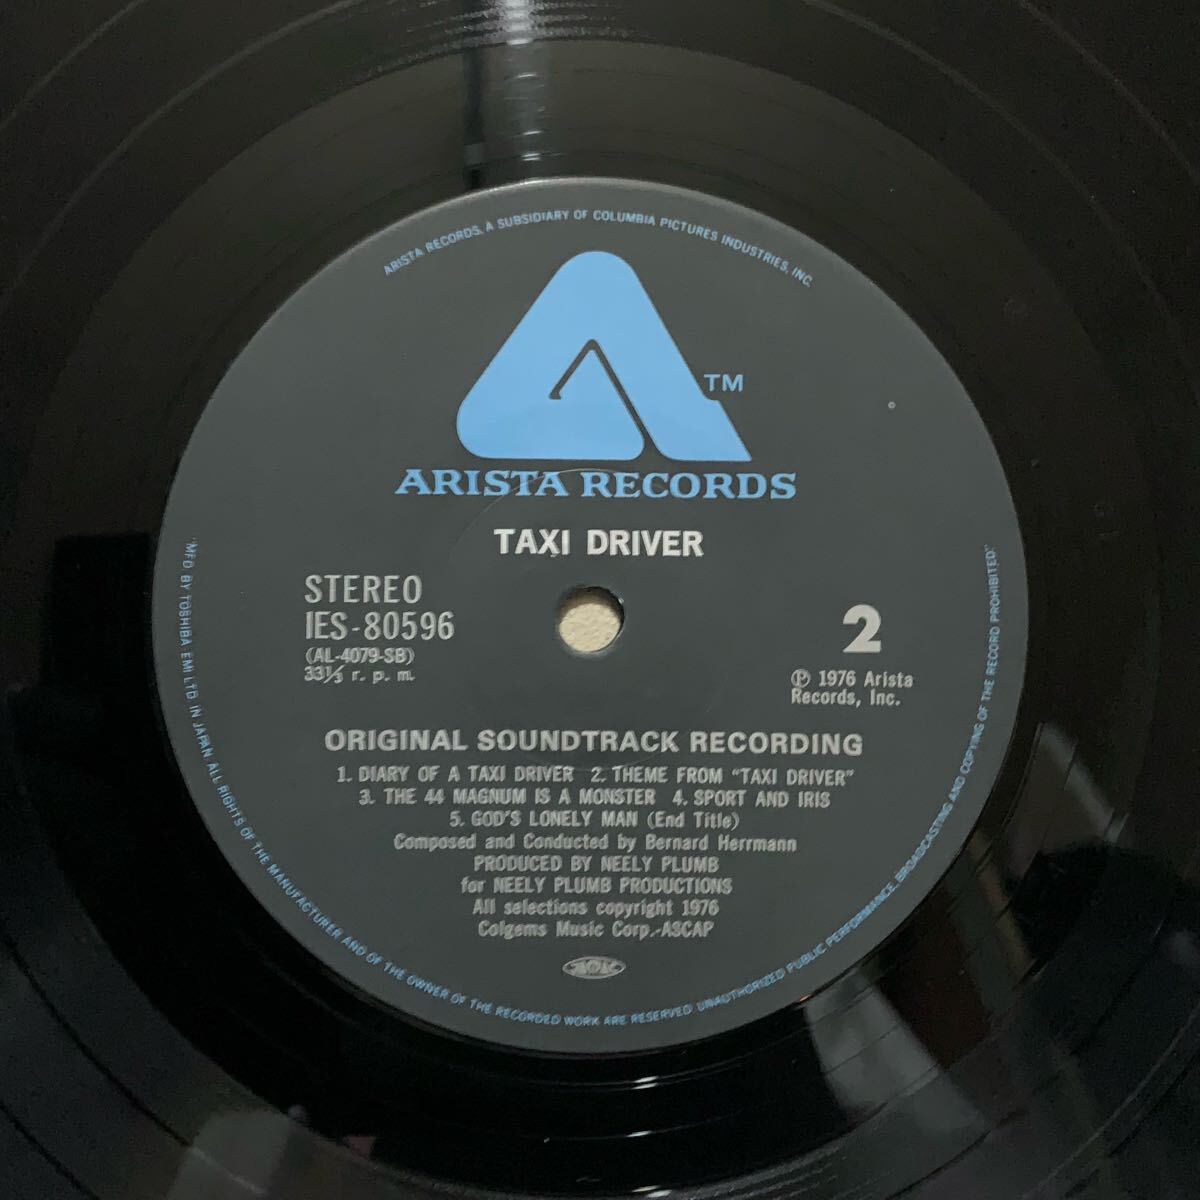 ARISTA RECORDS, A SUBSIDIARY OF COLUMBIA PICTURES INDUSTRIES, INC.
TM
ARISTA RECORDS
TAXI DRIVER
STEREO
IES-80596
(AL-4079-SB)
33⅓ r. p. m.
2
Ⓟ 1976 Arista
Records, Inc.
ORIGINAL SOUNDTRACK RECORDING
1. DIARY OF A TAXI DRIVER 2. THEME FROM "TAXI DRIVER"
3. THE 44 MAGNUM IS A MONSTER 4. SPORT AND IRIS
5. GOD'S LONELY MAN (End Title)
Composed and Conducted by Bernard Herrmann
PRODUCED BY NEELY PLUMB
for NEELY PLUMB PRODUCTIONS
All selections copyright 1976
Colgems Music Corp.-ASCAP
"MFD. BY TOSHIBA EMI LTD IN JAPAN ALL RIGHTS OF THE MANUFACTURER AND OF THE OWNER OF THE RECORDED WORK ARE RESERVED UNAUTHORIZED PUBLIC PERFORMANCE, BROADCASTING AND COPYING OF THE RECORD PROHIBITED."